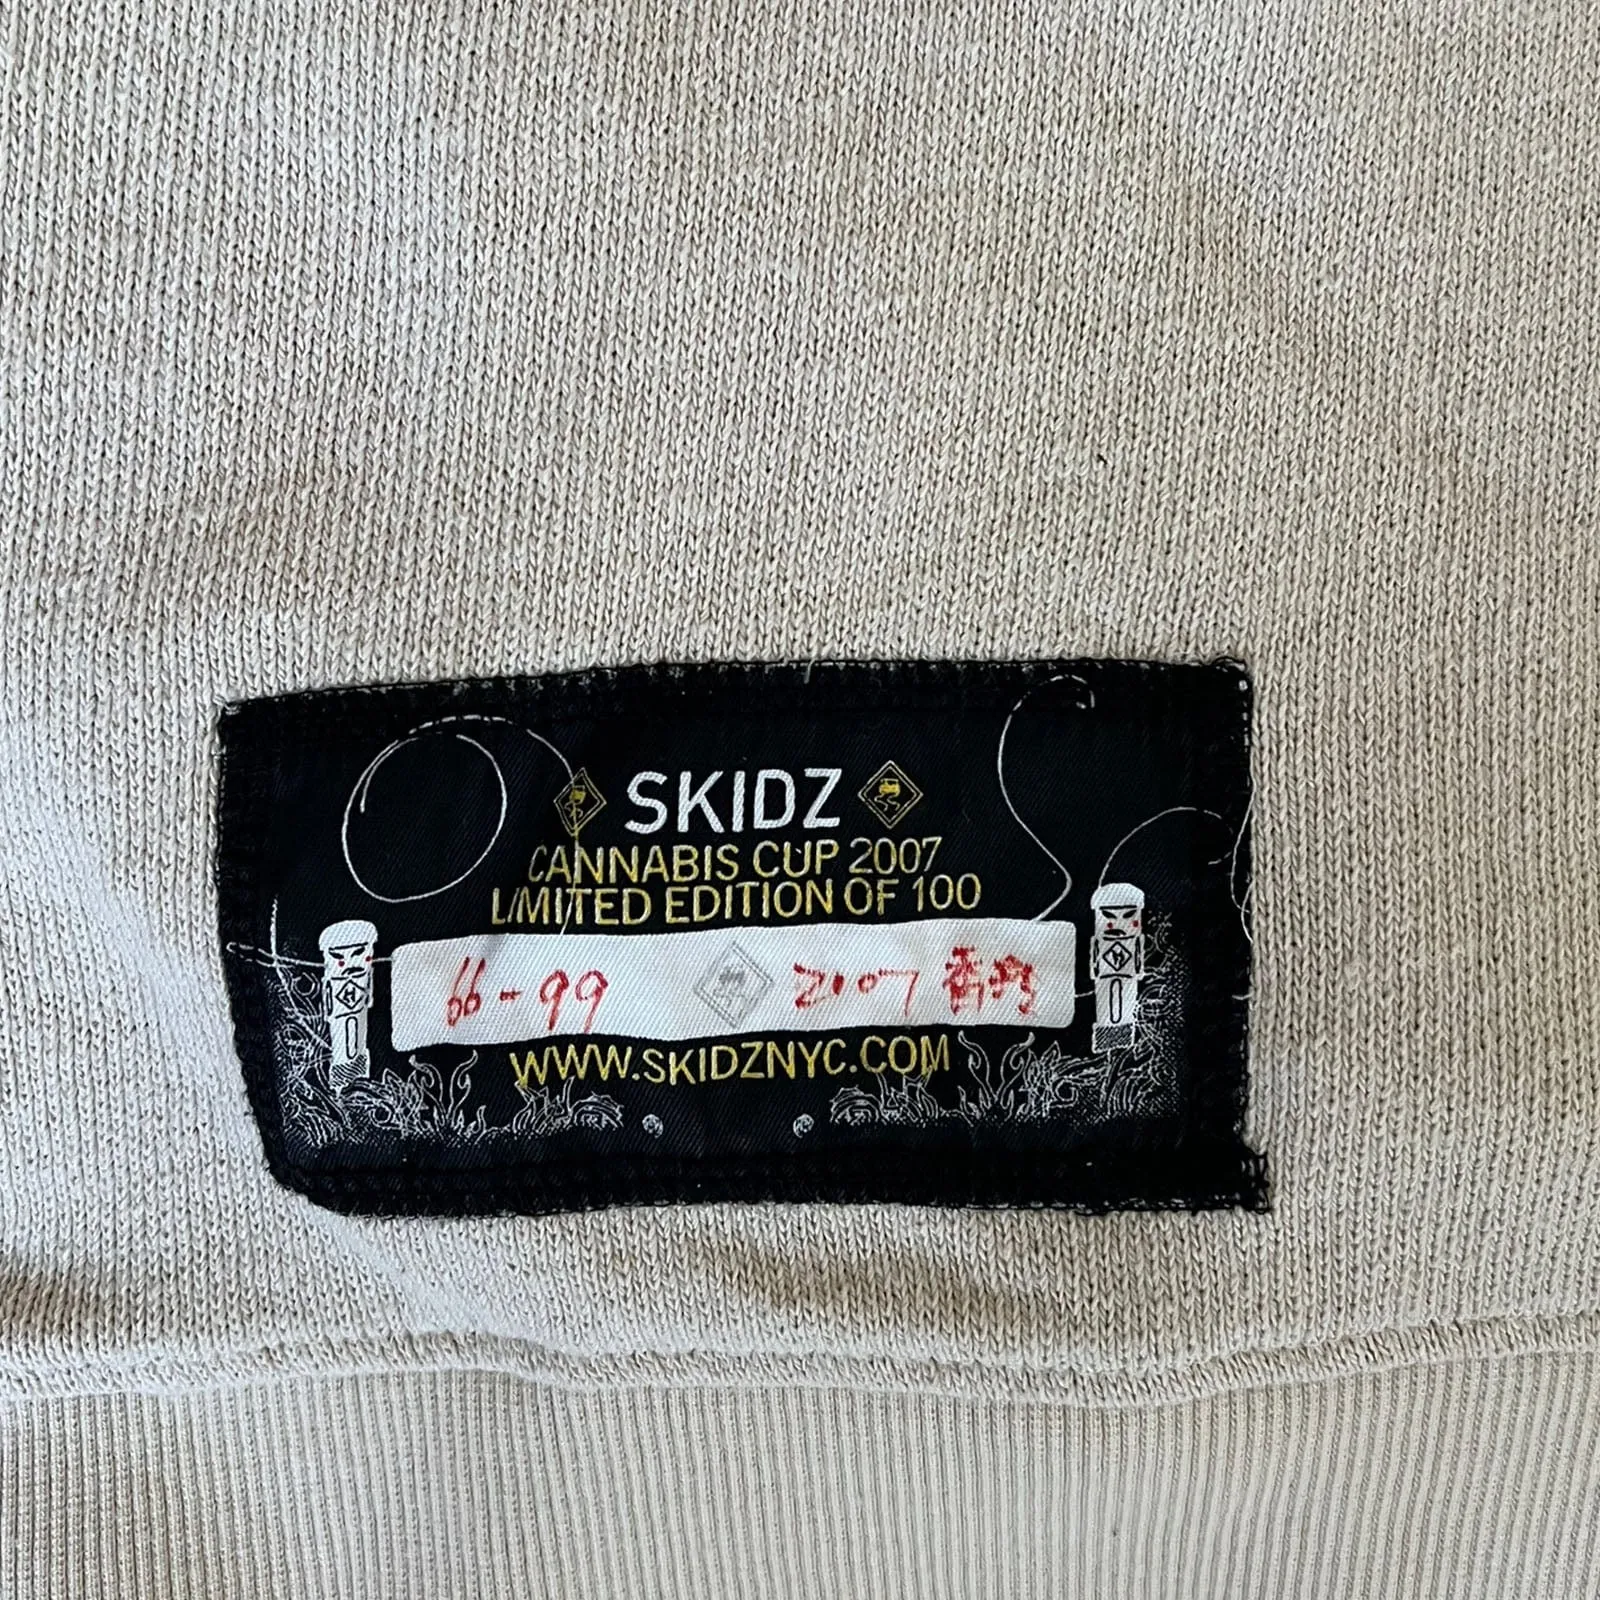 SKIDZ
CANNABIS CUP 2007
LIMITED EDITION OF 100
66-99 2007
WWW.SKIDZNYC.COM